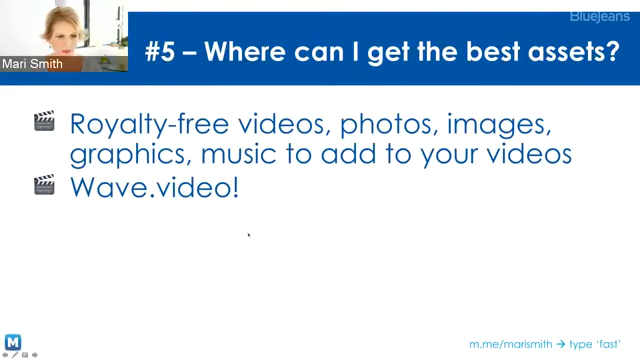 BlueJeans
Mari Smith
#5 – Where can I get the best assets?
Royalty-free videos, photos, images,
graphics, music to add to your videos
Wave.video!
M
m.me/marismith → type ‘fast’